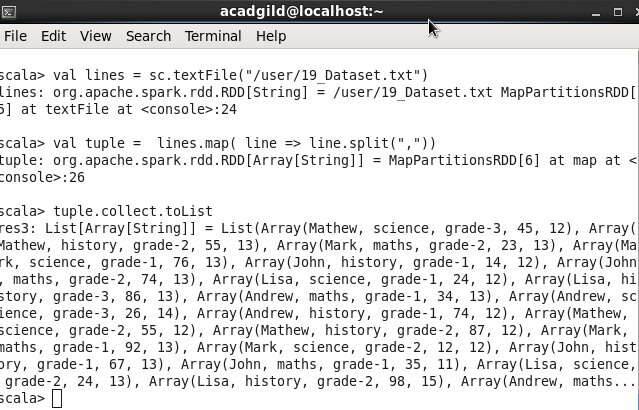 acadgild@localhost:~
File Edit View Search Terminal Help
scala> val lines = sc.textFile("/user/19_Dataset.txt")
lines: org.apache.spark.rdd.RDD[String] = /user/19_Dataset.txt MapPartitionsRDD[
5] at textFile at <console>:24
scala> val tuple =  lines.map( line => line.split(","))
tuple: org.apache.spark.rdd.RDD[Array[String]] = MapPartitionsRDD[6] at map at <
console>:26
scala> tuple.collect.toList
res3: List[Array[String]] = List(Array(Mathew, science, grade-3, 45, 12), Array(
Mathew, history, grade-2, 55, 13), Array(Mark, maths, grade-2, 23, 13), Array(Ma
rk, science, grade-1, 76, 13), Array(John, history, grade-1, 14, 12), Array(John
, maths, grade-2, 74, 13), Array(Lisa, science, grade-1, 24, 12), Array(Lisa, hi
story, grade-3, 86, 13), Array(Andrew, maths, grade-1, 34, 13), Array(Andrew, sc
ience, grade-3, 26, 14), Array(Andrew, history, grade-1, 74, 12), Array(Mathew,
science, grade-2, 55, 12), Array(Mathew, history, grade-2, 87, 12), Array(Mark,
maths, grade-1, 92, 13), Array(Mark, science, grade-2, 12, 12), Array(John, hist
ory, grade-1, 67, 13), Array(John, maths, grade-1, 35, 11), Array(Lisa, science,
grade-2, 24, 13), Array(Lisa, history, grade-2, 98, 15), Array(Andrew, maths...
scala>